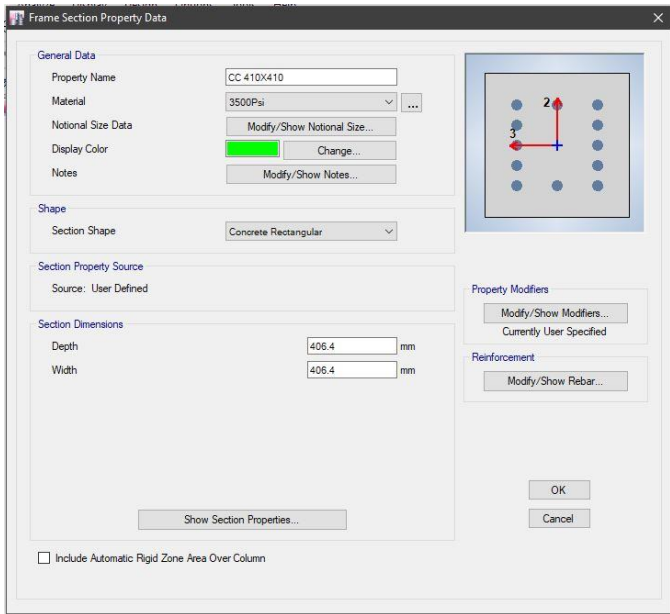 Frame Section Property Data
General Data
Property Name CC 410X410
Material 3500Psi ...
Notional Size Data Modify/Show Notional Size...
Display Color Change...
Notes Modify/Show Notes...
Shape
Section Shape Concrete Rectangular
Section Property Source
Source: User Defined
Section Dimensions
Depth 406.4 mm
Width 406.4 mm
Show Section Properties...
Include Automatic Rigid Zone Area Over Column
2
3
Property Modifiers
Modify/Show Modifiers...
Currently User Specified
Reinforcement
Modify/Show Rebar...
OK
Cancel